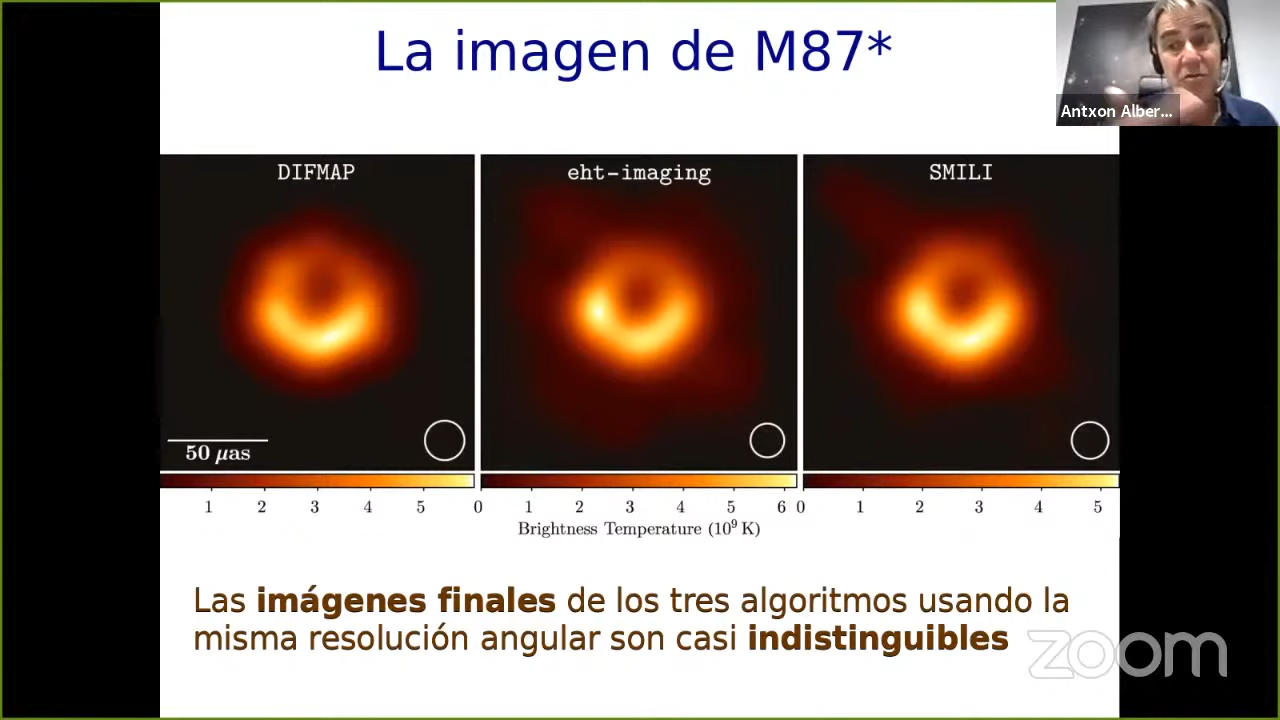 La imagen de M87*
Antxon Alber...
DIFMAP
eht-imaging
SMILI
50 μas
1 2 3 4 5
0 1 2 3 4 5 6
0 1 2 3 4 5
Brightness Temperature (10⁹ K)
Las imágenes finales de los tres algoritmos usando la
misma resolución angular son casi indistinguibles
zoom